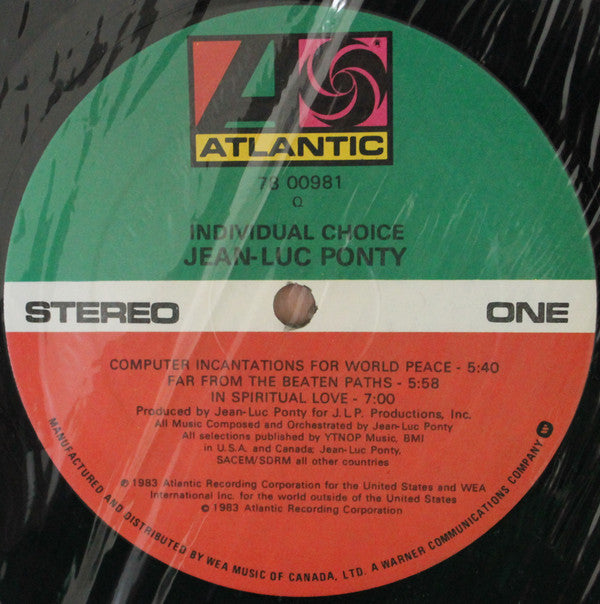 ATLANTIC
78 00981
Q
INDIVIDUAL CHOICE
JEAN-LUC PONTY
STEREO
ONE
COMPUTER INCANTATIONS FOR WORLD PEACE - 5:40
FAR FROM THE BEATEN PATHS - 5:58
IN SPIRITUAL LOVE - 7:00
Produced by Jean-Luc Ponty for J.L.P. Productions, Inc.
All Music Composed and Orchestrated by Jean-Luc Ponty
All selections published by YTNOP Music, BMI
in U.S.A. and Canada; Jean-Luc Ponty,
SACEM/SDRM all other countries
℗ 1983 Atlantic Recording Corporation for the United States and WEA
International Inc. for the world outside of the United States
© 1983 Atlantic Recording Corporation
MANUFACTURED AND DISTRIBUTED BY WEA MUSIC OF CANADA, LTD. A WARNER COMMUNICATIONS COMPANY